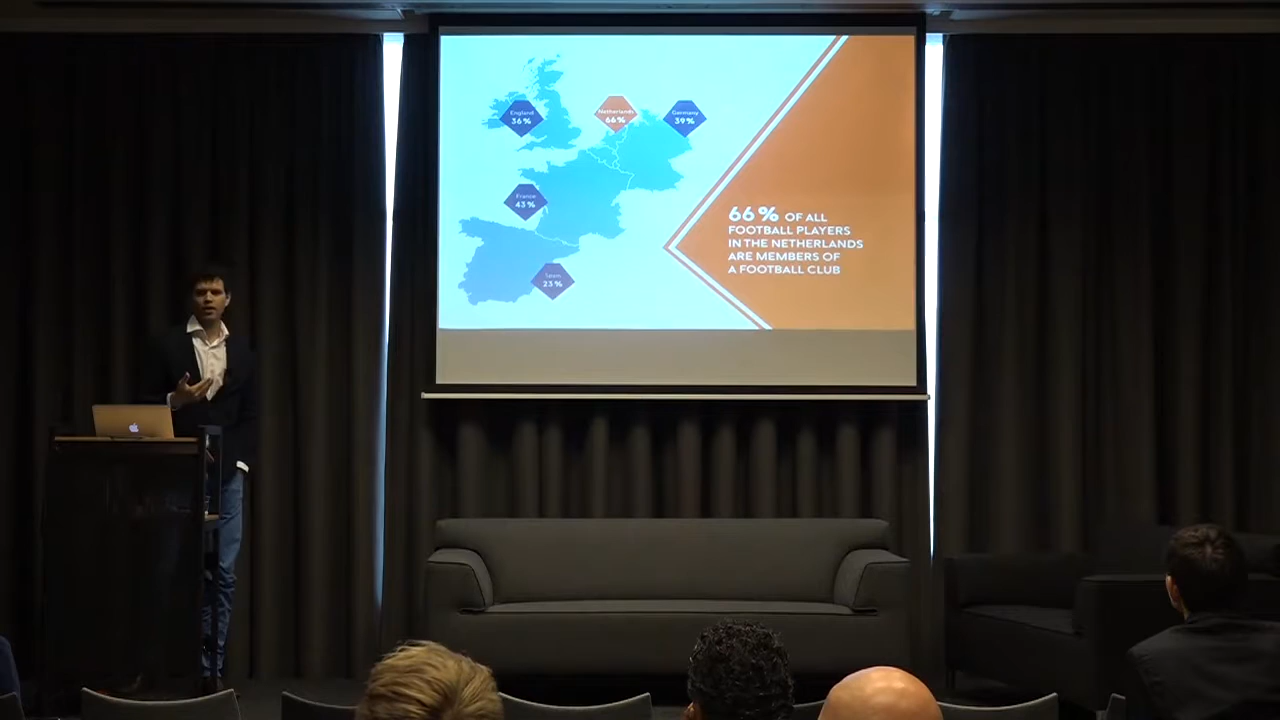 England
36%
Netherlands
66%
Germany
39%
France
43%
Spain
23%
66% OF ALL
FOOTBALL PLAYERS
IN THE NETHERLANDS
ARE MEMBERS OF
A FOOTBALL CLUB